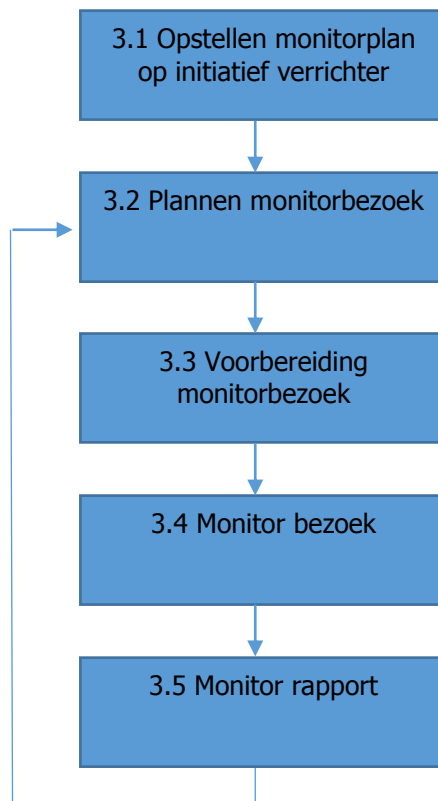 3.1 Opstellen monitorplan
op initiatief verrichter
3.2 Plannen monitorbezoek
3.3 Voorbereiding
monitorbezoek
3.4 Monitor bezoek
3.5 Monitor rapport